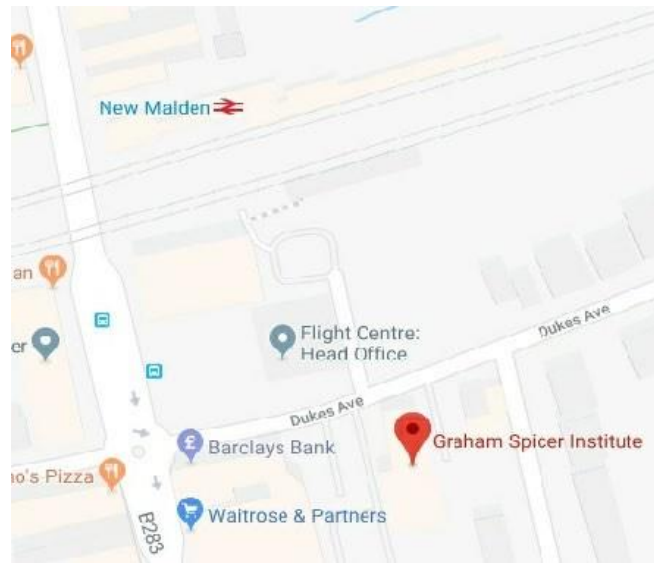 New Malden
an
Flight Centre:
Head Office
er
Dukes Ave
Dukes Ave
Graham Spicer Institute
£ Barclays Bank
no's Pizza
Waitrose & Partners
B283